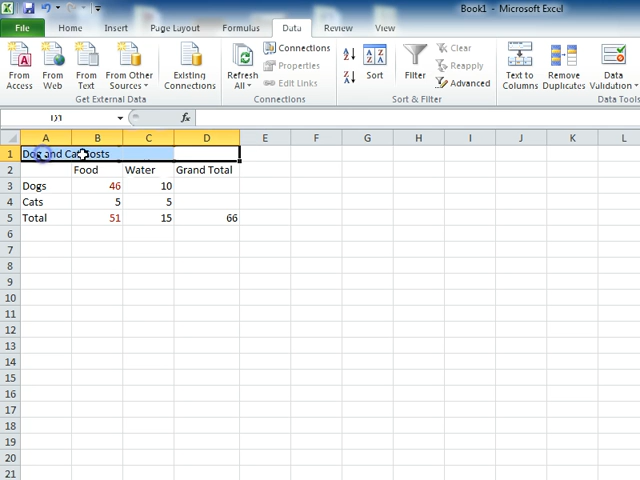 Book1 - Microsoft Excel
File Home Insert Page Layout Formulas Data Review View
From Access
From Web
From Text
From Other Sources
Existing Connections
Get External Data
Refresh All
Connections
Properties
Edit Links
Connections
Sort
Filter
Clear
Reapply
Advanced
Sort & Filter
Text to Columns
Remove Duplicates
Data Validation
Data Tools
D1 fx
A B C D E F G H I J K L
1 Dog and Cat Costs
2 Food Water Grand Total
3 Dogs 46 10
4 Cats 5 5
5 Total 51 15 66
6
7
8
9
10
11
12
13
14
15
16
17
18
19
20
21